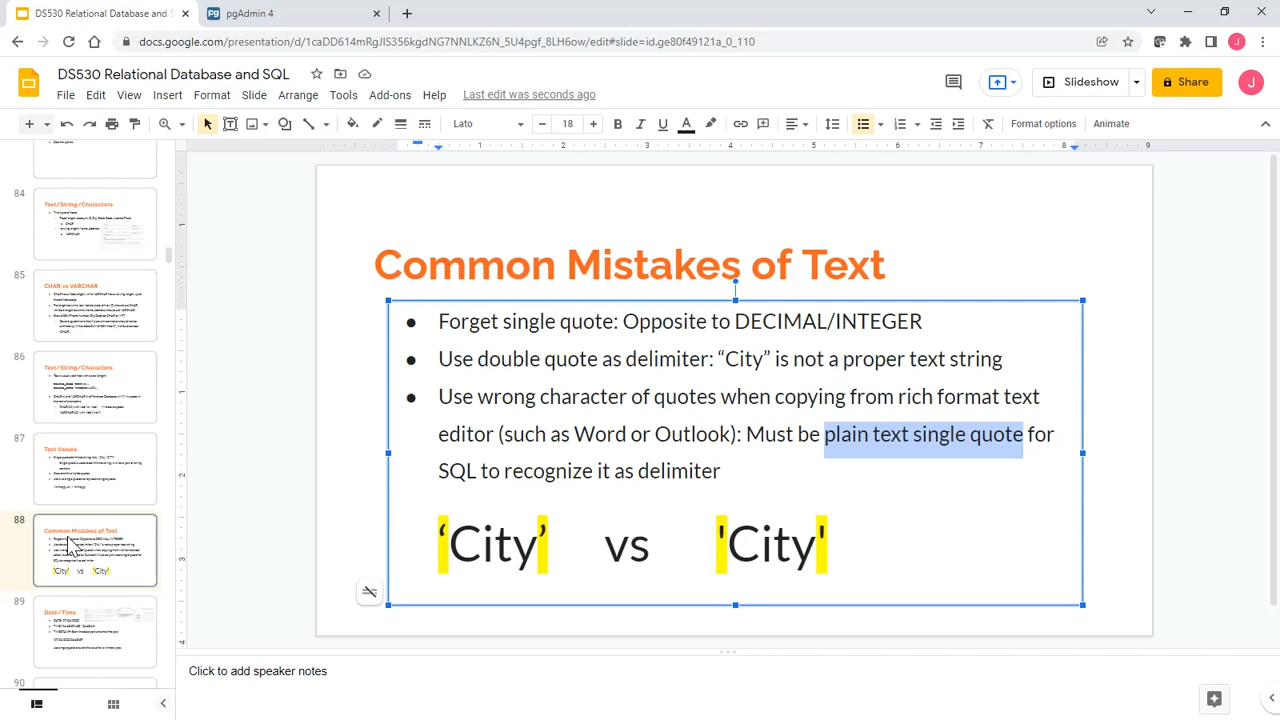 DS530 Relational Database and S
pgAdmin 4
docs.google.com/presentation/d/1caDD614mRgJIS356kgdNG7NNLKZ6N_5U4pgf_8LH6ow/edit#slide=id.ge80f49121a_0_110
DS530 Relational Database and SQL
File Edit View Insert Format Slide Arrange Tools Add-ons Help Last edit was seconds ago
Slideshow
Share
J
Lato
18
Format options
Animate
84
Text/String/Characters
85
CHAR vs VARCHAR
86
Text/String/Characters
87
Text Values
88
Common Mistakes of Text
'City' vs 'City'
89
Date/Time
90
Common Mistakes of Text
● Forget single quote: Opposite to DECIMAL/INTEGER
● Use double quote as delimiter: “City” is not a proper text string
● Use wrong character of quotes when copying from rich format text
editor (such as Word or Outlook): Must be plain text single quote for
SQL to recognize it as delimiter
‘City’ vs 'City'
Click to add speaker notes